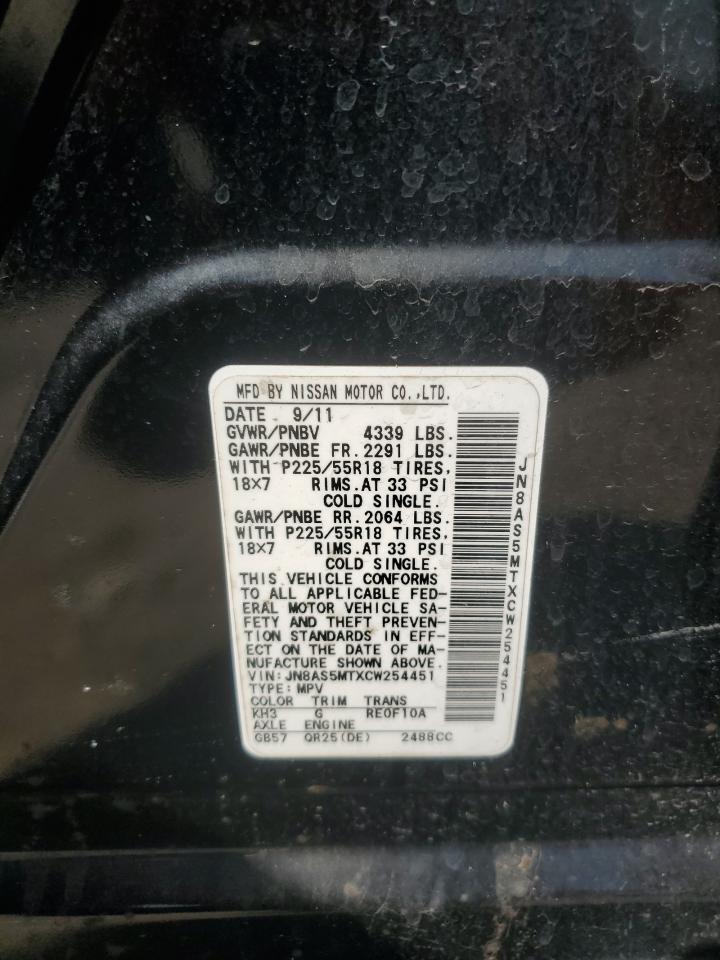 MFD BY NISSAN MOTOR CO.,LTD.
DATE 9/11
GVWR/PNBV 4339 LBS.
GAWR/PNBE FR. 2291 LBS.
WITH P225/55R18 TIRES,
18X7 RIMS.AT 33 PSI
COLD SINGLE.
GAWR/PNBE RR. 2064 LBS.
WITH P225/55R18 TIRES,
18X7 RIMS.AT 33 PSI
COLD SINGLE.
THIS VEHICLE CONFORMS
TO ALL APPLICABLE FED-
ERAL MOTOR VEHICLE SA-
FETY AND THEFT PREVEN-
TION STANDARDS IN EFF-
ECT ON THE DATE OF MA-
NUFACTURE SHOWN ABOVE.
VIN:JN8AS5MTXCW254451
TYPE:MPV
COLOR TRIM TRANS
KH3 G RE0F10A
AXLE ENGINE
GB57 QR25(DE) 2488CC
JN8AS5MTXCW254451